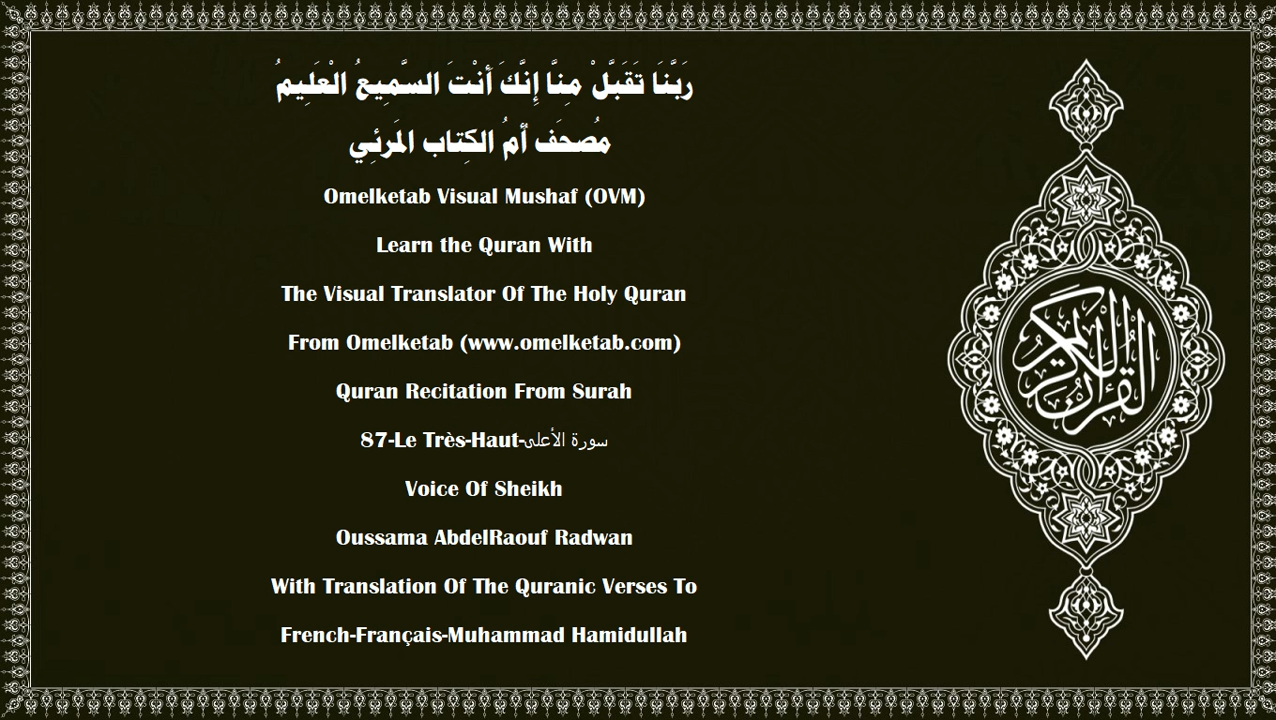 رَبَّنَا تَقَبَّلْ مِنَّا إِنَّكَ أَنْتَ السَّمِيعُ الْعَلِيمُ
مُصحَف أمُ الكِتاب المَرئِي
Omelketab Visual Mushaf (OVM)
Learn the Quran With
The Visual Translator Of The Holy Quran
From Omelketab (www.omelketab.com)
Quran Recitation From Surah
87-Le Très-Haut-سورة الأعلى
Voice Of Sheikh
Oussama AbdelRaouf Radwan
With Translation Of The Quranic Verses To
French-Français-Muhammad Hamidullah
القرآن الكريم